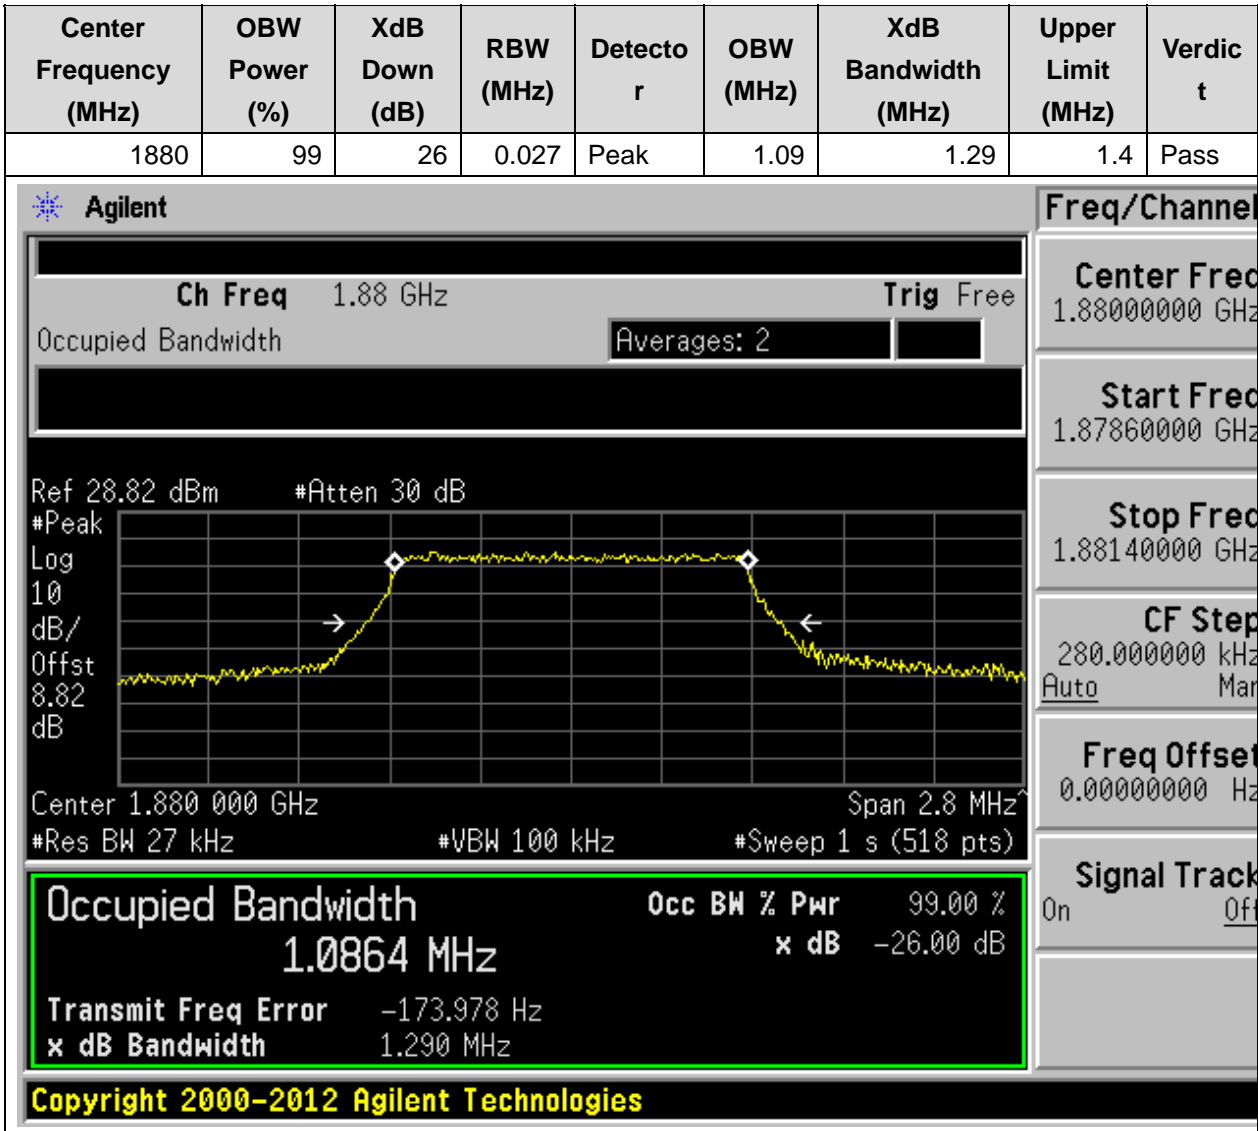 Center Frequency (MHz) OBW Power (%) XdB Down (dB) RBW (MHz) Detecto r OBW (MHz) XdB Bandwidth (MHz) Upper Limit (MHz) Verdic t
1880 99 26 0.027 Peak 1.09 1.29 1.4 Pass
Agilent
Freq/Channel
Ch Freq 1.88 GHz Trig Free
Occupied Bandwidth Averages: 2
Center Freq
1.88000000 GHz
Start Freq
1.87860000 GHz
Stop Freq
1.88140000 GHz
CF Step
280.000000 kHz
Auto Man
Freq Offset
0.00000000 Hz
Signal Track
On Off
Ref 28.82 dBm #Atten 30 dB
#Peak
Log
10
dB/
Offst
8.82
dB
Center 1.880 000 GHz Span 2.8 MHz^
#Res BW 27 kHz #VBW 100 kHz #Sweep 1 s (518 pts)
Occupied Bandwidth Occ BW % Pwr 99.00 %
1.0864 MHz x dB -26.00 dB
Transmit Freq Error -173.978 Hz
x dB Bandwidth 1.290 MHz
Copyright 2000-2012 Agilent Technologies